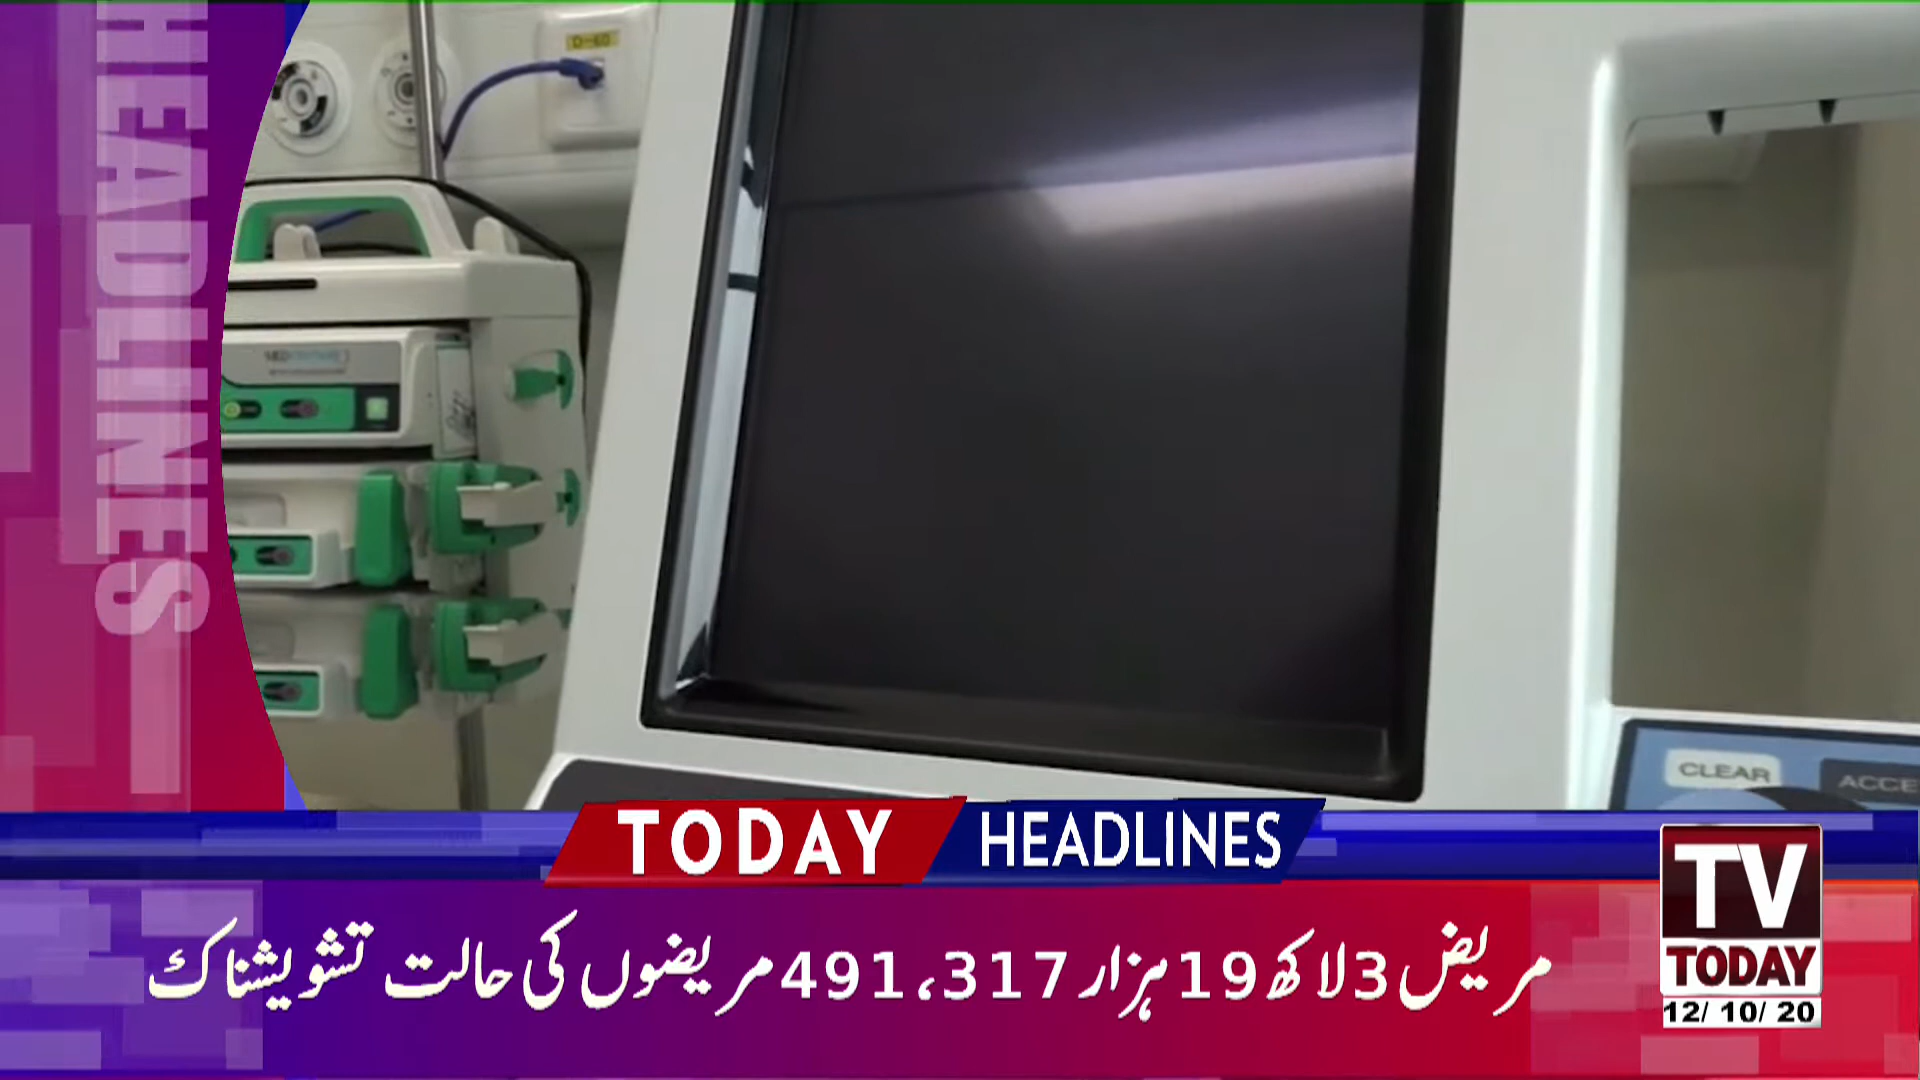 HEADLINES
D-60
CLEAR
ACCE
TODAY HEADLINES
مریض 3 لاکھ 19 ہزار 317،491 مریضوں کی حالت تشویشناک
TV
TODAY
12/ 10/ 20